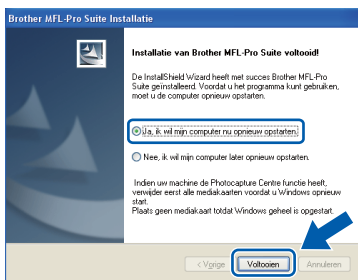 Brother MFL-Pro Suite Installatie
Installatie van Brother MFL-Pro Suite voltooid!
De InstallShield Wizard heeft met succes Brother MFL-Pro
Suite geïnstalleerd. Voordat u het programma kunt gebruiken,
moet u de computer opnieuw opstarten.
Ja, ik wil mijn computer nu opnieuw opstarten.
Nee, ik wil mijn computer later opnieuw opstarten.
Indien uw machine de Photocapture Centre functie heeft,
verwijder eerst alle mediakaarten voordat u Windows opnieuw
start.
Plaats geen mediakaart totdat Windows geheel is opgestart.
< Vorige Voltooien Annuleren